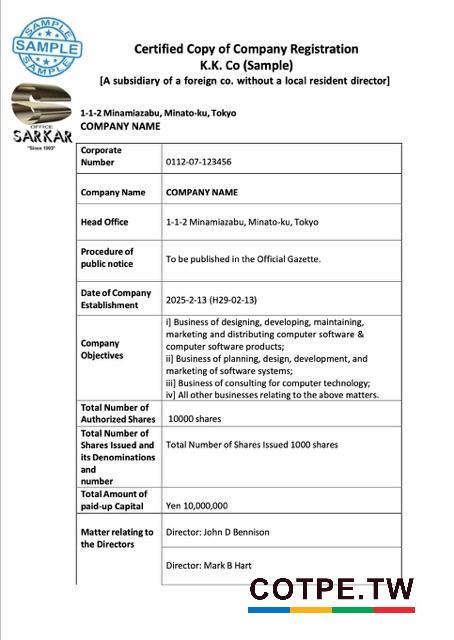 SAMPLE
SAMPLE
SAMPLE
OFFICE
SARKAR
"Since 1993"
Certified Copy of Company Registration
K.K. Co (Sample)
[A subsidiary of a foreign co. without a local resident director]
1-1-2 Minamiazabu, Minato-ku, Tokyo
COMPANY NAME
Corporate
Number
0112-07-123456
Company Name
COMPANY NAME
Head Office
1-1-2 Minamiazabu, Minato-ku, Tokyo
Procedure of
public notice
To be published in the Official Gazette.
Date of Company
Establishment
2025-2-13 (H29-02-13)
Company
Objectives
i] Business of designing, developing, maintaining,
marketing and distributing computer software &
computer software products;
ii] Business of planning, design, development, and
marketing of software systems;
iii] Business of consulting for computer technology;
iv] All other businesses relating to the above matters.
Total Number of
Authorized Shares
10000 shares
Total Number of
Shares Issued and
its Denominations
and
number
Total Number of Shares Issued 1000 shares
Total Amount of
paid-up Capital
Yen 10,000,000
Matter relating to
the Directors
Director: John D Bennison
Director: Mark B Hart
COTPE.TW